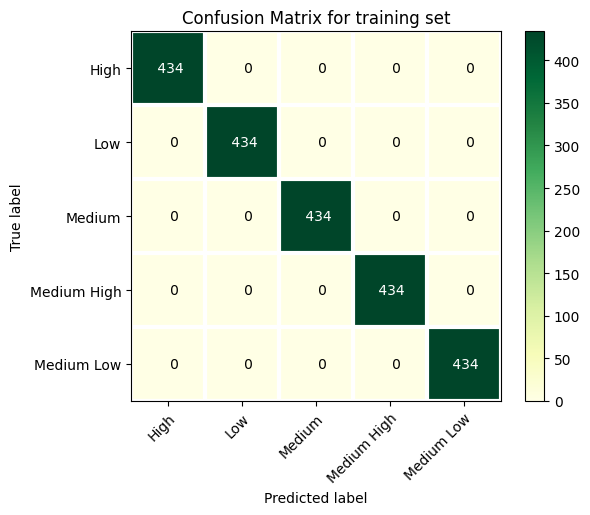 Confusion Matrix for training set
True label
High 434 0 0 0 0
Low 0 434 0 0 0
Medium 0 0 434 0 0
Medium High 0 0 0 434 0
Medium Low 0 0 0 0 434
High Low Medium Medium High Medium Low
Predicted label
400
350
300
250
200
150
100
50
0